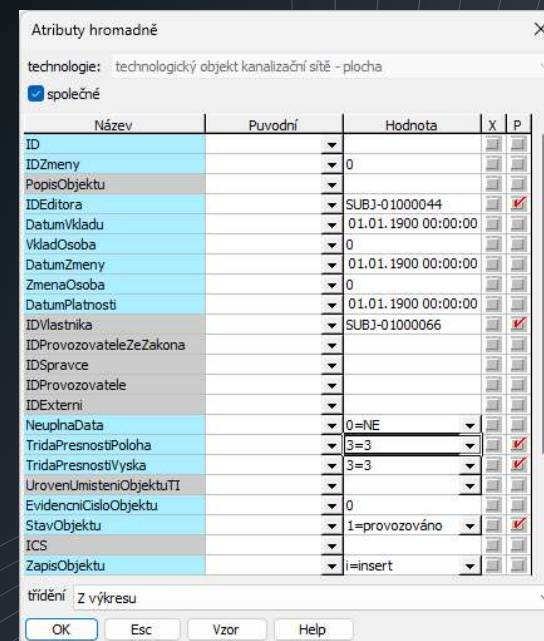 Atributy hromadně
technologie: technologický objekt kanalizační sítě - plocha
společné
Název Puvodní Hodnota X P
ID
IDZmeny 0
PopisObjektu
IDEditora SUBJ-01000044
DatumVkladu 01.01.1900 00:00:00
VkladOsoba 0
DatumZmeny 01.01.1900 00:00:00
ZmenaOsoba 0
DatumPlatnosti 01.01.1900 00:00:00
IDVlastnika SUBJ-01000066
IDProvozovateleZeZakona
IDSpravce
IDProvozovatele
IDExterni
NeuplnaData 0=NE
TridaPresnostiPoloha 3=3
TridaPresnostiVyska 3=3
UrovenUmisteniObjektuTI
EvidencniCisloObjektu 0
StavObjektu 1=provozováno
ICS
ZapisObjektu i=insert
třídění Z výkresu
OK Esc Vzor Help